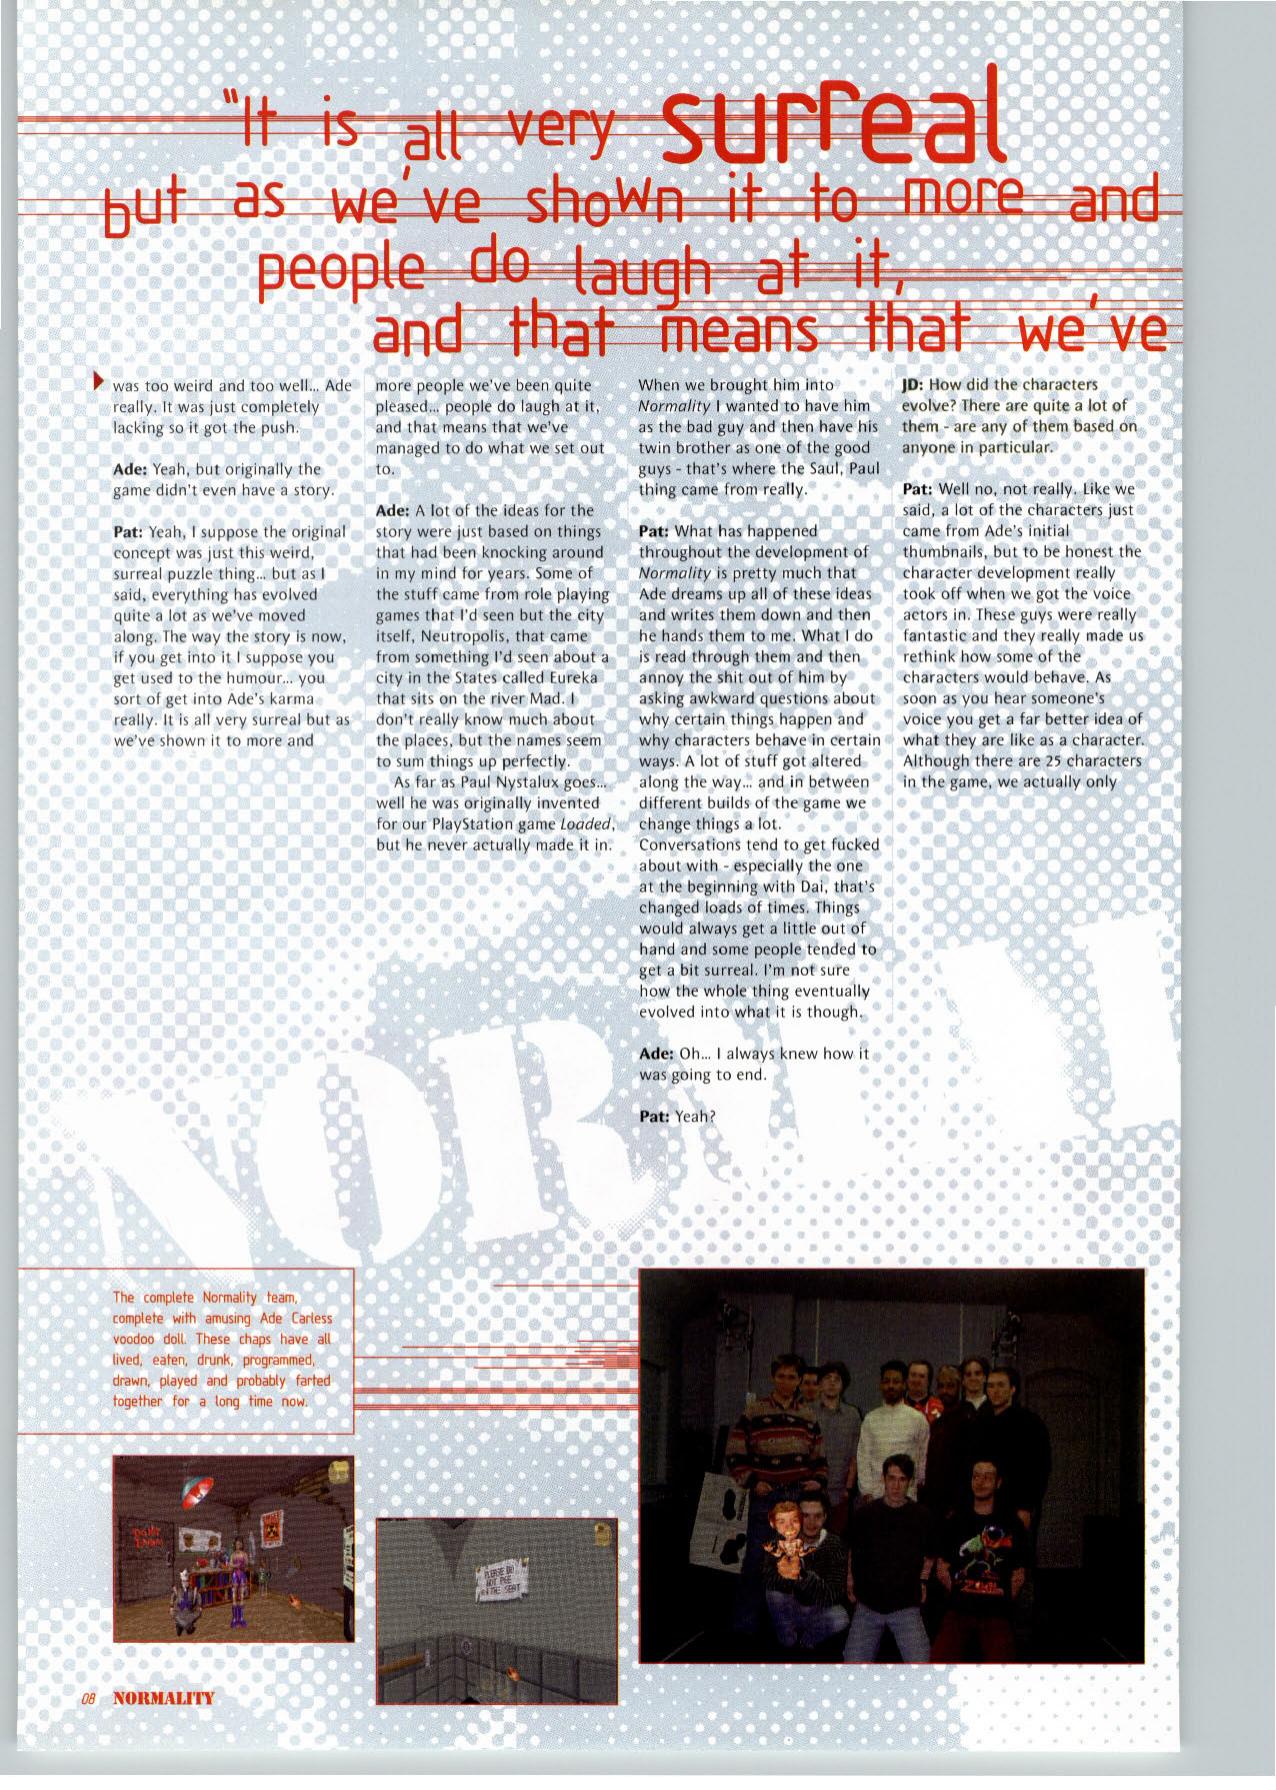 "It is all very surreal
but as we've shown it to more and
people do laugh at it,
and that means that we've
was too weird and too well... Ade
really. It was just completely
lacking so it got the push.
Ade: Yeah, but originally the
game didn't even have a story.
Pat: Yeah, I suppose the original
concept was just this weird,
surreal puzzle thing... but as I
said, everything has evolved
quite a lot as we've moved
along. The way the story is now,
if you get into it I suppose you
get used to the humour... you
sort of get into Ade's karma
really. It is all very surreal but as
we've shown it to more and
more people we've been quite
pleased... people do laugh at it,
and that means that we've
managed to do what we set out
to.
Ade: A lot of the ideas for the
story were just based on things
that had been knocking around
in my mind for years. Some of
the stuff came from role playing
games that I'd seen but the city
itself, Neutropolis, that came
from something I'd seen about a
city in the States called Eureka
that sits on the river Mad. I
don't really know much about
the places, but the names seem
to sum things up perfectly.
As far as Paul Nystalux goes...
well he was originally invented
for our PlayStation game Loaded,
but he never actually made it in.
When we brought him into
Normality I wanted to have him
as the bad guy and then have his
twin brother as one of the good
guys - that's where the Saul, Paul
thing came from really.
Pat: What has happened
throughout the development of
Normality is pretty much that
Ade dreams up all of these ideas
and writes them down and then
he hands them to me. What I do
is read through them and then
annoy the shit out of him by
asking awkward questions about
why certain things happen and
why characters behave in certain
ways. A lot of stuff got altered
along the way... and in between
different builds of the game we
change things a lot.
Conversations tend to get fucked
about with - especially the one
at the beginning with Dai, that's
changed loads of times. Things
would always get a little out of
hand and some people tended to
get a bit surreal. I'm not sure
how the whole thing eventually
evolved into what it is though.
Ade: Oh... I always knew how it
was going to end.
Pat: Yeah?
JD: How did the characters
evolve? There are quite a lot of
them - are any of them based on
anyone in particular.
Pat: Well no, not really. Like we
said, a lot of the characters just
came from Ade's initial
thumbnails, but to be honest the
character development really
took off when we got the voice
actors in. These guys were really
fantastic and they really made us
rethink how some of the
characters would behave. As
soon as you hear someone's
voice you get a far better idea of
what they are like as a character.
Although there are 25 characters
in the game, we actually only
NORMAL
The complete Normality team,
complete with amusing Ade Carless
voodoo doll. These chaps have all
lived, eaten, drunk, programmed,
drawn, played and probably farted
together for a long time now.
PLEASE DO
NOT PEE
ON THE SEAT
08 NORMALITY